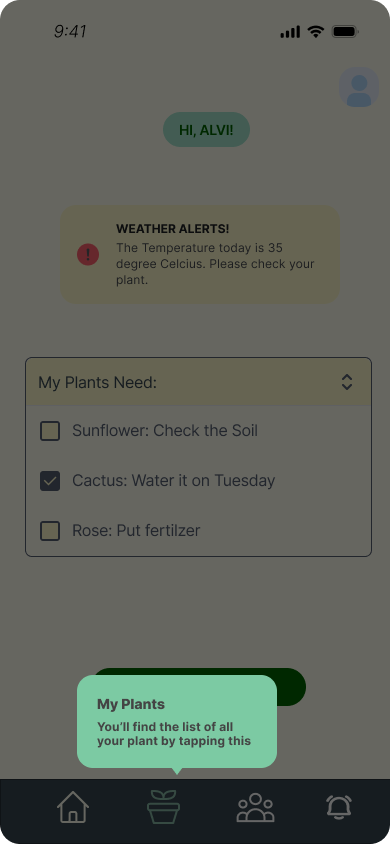 9:41
HI, ALVI!
WEATHER ALERTS!
The Temperature today is 35
degree Celcius. Please check your
plant.
My Plants Need:
Sunflower: Check the Soil
Cactus: Water it on Tuesday
Rose: Put fertilzer
My Plants
You’ll find the list of all
your plant by tapping this